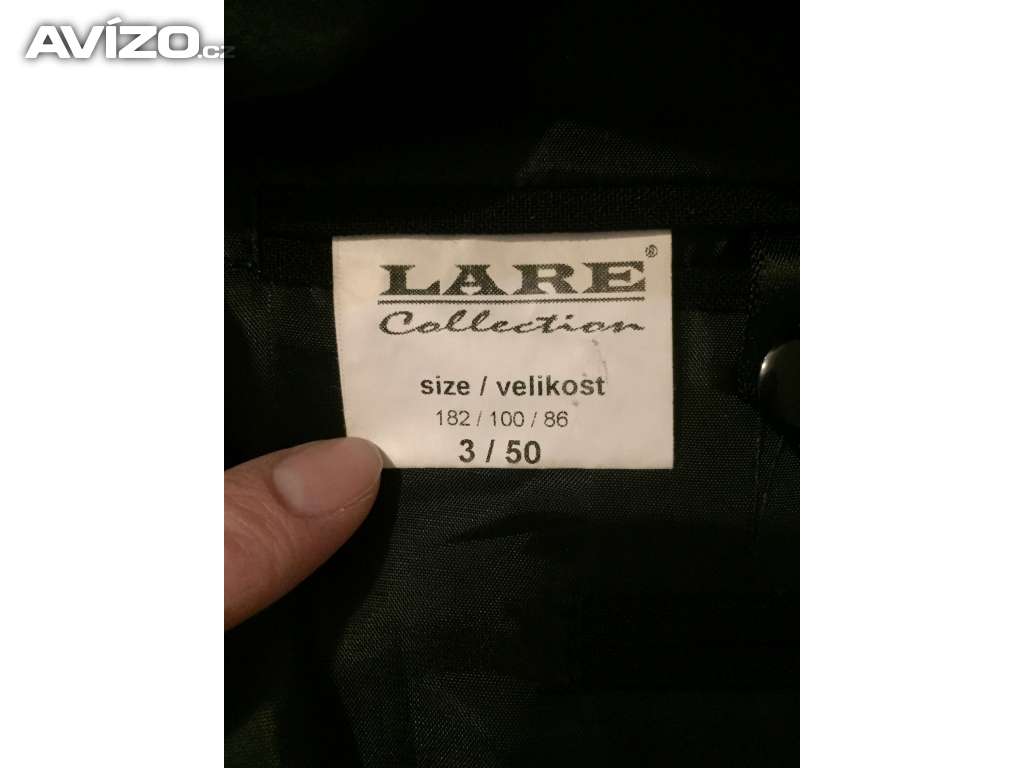 AVÍZO.cz
LARE®
Collection
size / velikost
182 / 100 / 86
3 / 50